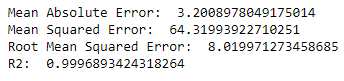 Mean Absolute Error:  3.2008978049175014
Mean Squared Error:  64.31993922710251
Root Mean Squared Error:  8.019971273458685
R2:  0.9996893424318264